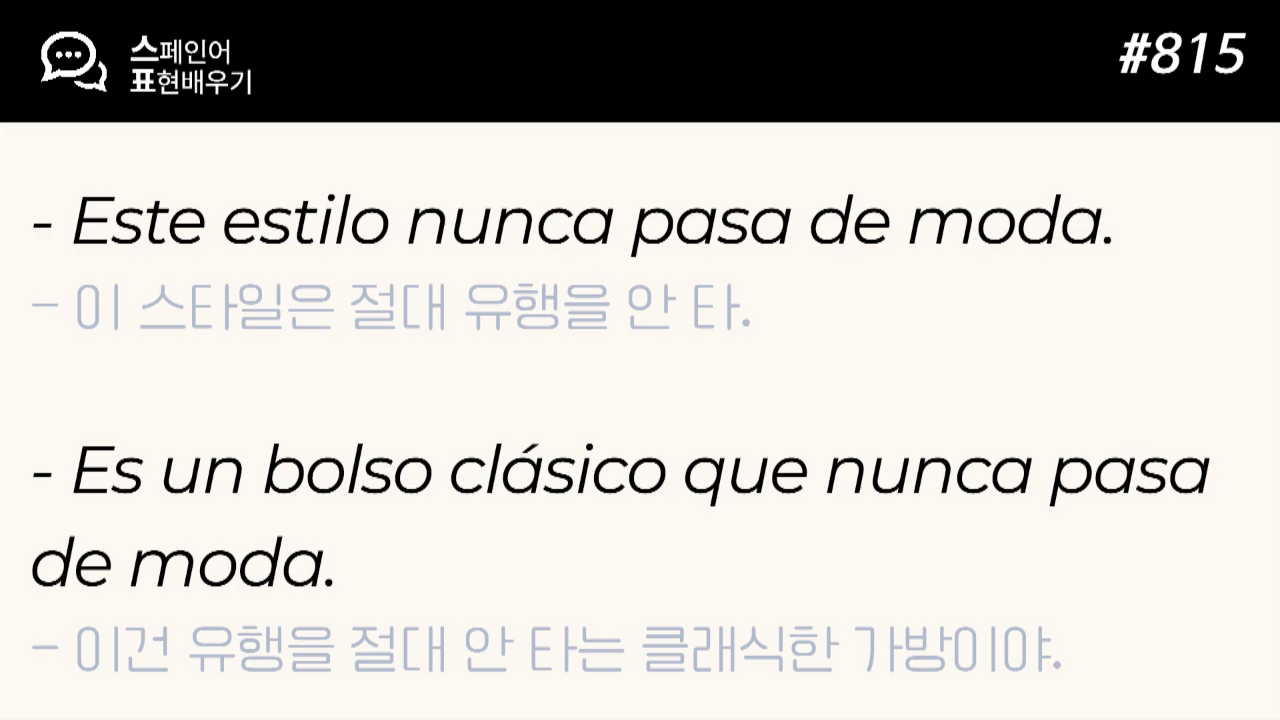 스페인어
표현배우기
#815
- Este estilo nunca pasa de moda.
- 이 스타일은 절대 유행을 안 타.
- Es un bolso clásico que nunca pasa
de moda.
- 이건 유행을 절대 안 타는 클래식한 가방이야.